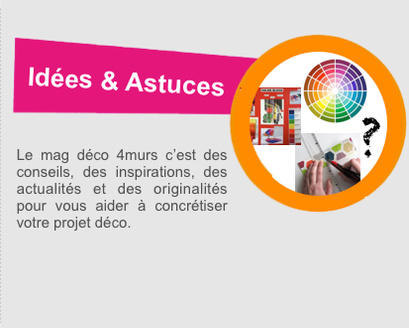 Idées & Astuces
Le mag déco 4murs c’est des
conseils, des inspirations, des
actualités et des originalités
pour vous aider à concrétiser
votre projet déco.
?